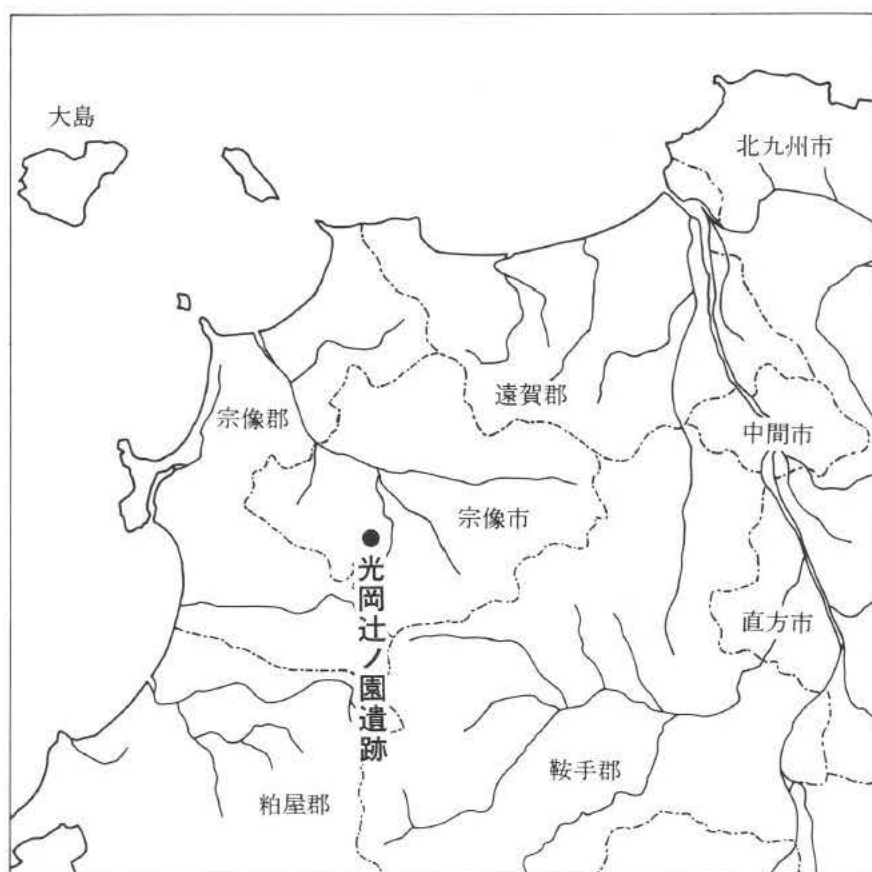 大島
北九州市
遠賀郡
宗像郡
中間市
宗像市
光岡辻ノ園遺跡
直方市
鞍手郡
粕屋郡